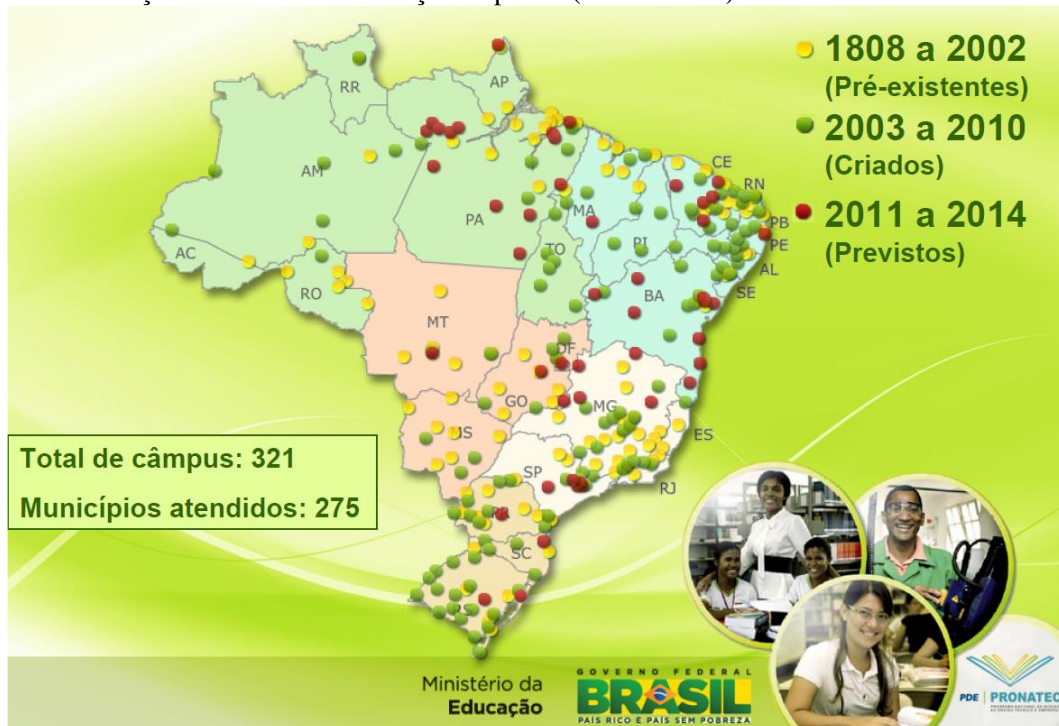 1808 a 2002
(Pré-existentes)
2003 a 2010
(Criados)
2011 a 2014
(Previstos)
RR
AP
AM
PA
MA
CE
RN
PB
PE
AL
SE
PI
TO
BA
AC
RO
MT
DF
GO
MG
ES
MS
SP
RJ
PR
SC
RS
Total de câmpus: 321
Municípios atendidos: 275
Ministério da
Educação
GOVERNO FEDERAL
BRASIL
PAÍS RICO É PAÍS SEM POBREZA
PDE | PRONATEC